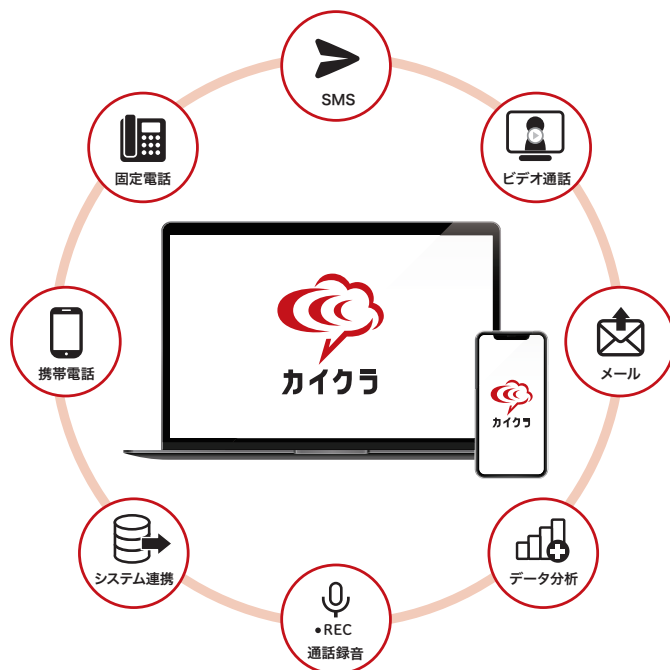 SMS
固定電話
ビデオ通話
カイクラ
携帯電話
メール
カイクラ
システム連携
データ分析
•REC
通話録音